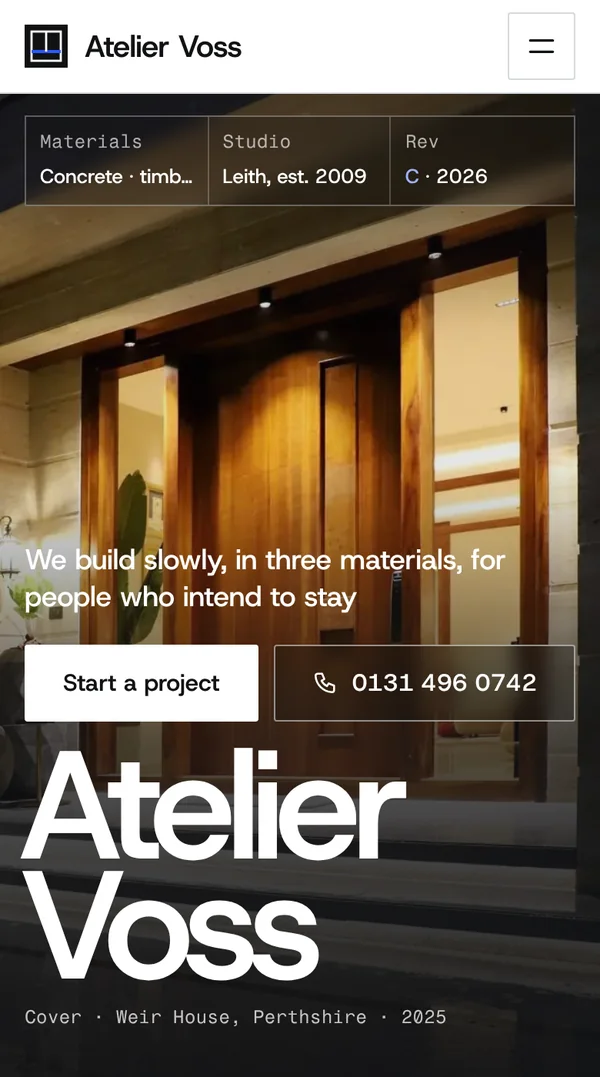 Atelier Voss
Materials
Concrete · timb...
Studio
Leith, est. 2009
Rev
C · 2026
We build slowly, in three materials, for
people who intend to stay
Start a project
0131 496 0742
Atelier
Voss
Cover · Weir House, Perthshire · 2025